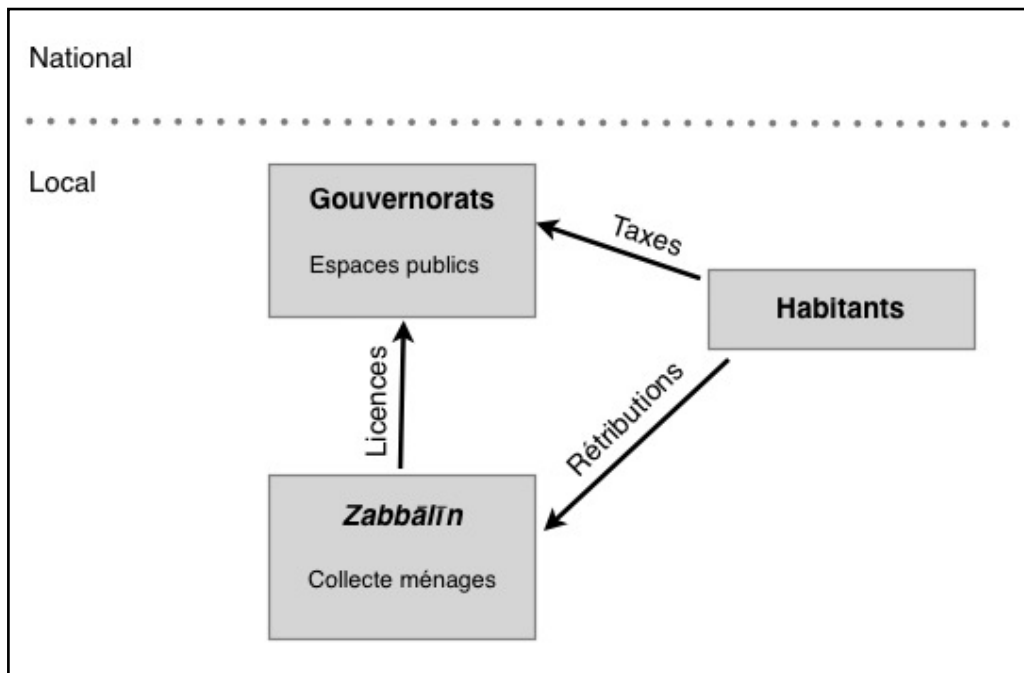 National
Local
Gouvernorats
Espaces publics
Taxes
Habitants
Licences
Rétributions
Zabbālīn
Collecte ménages